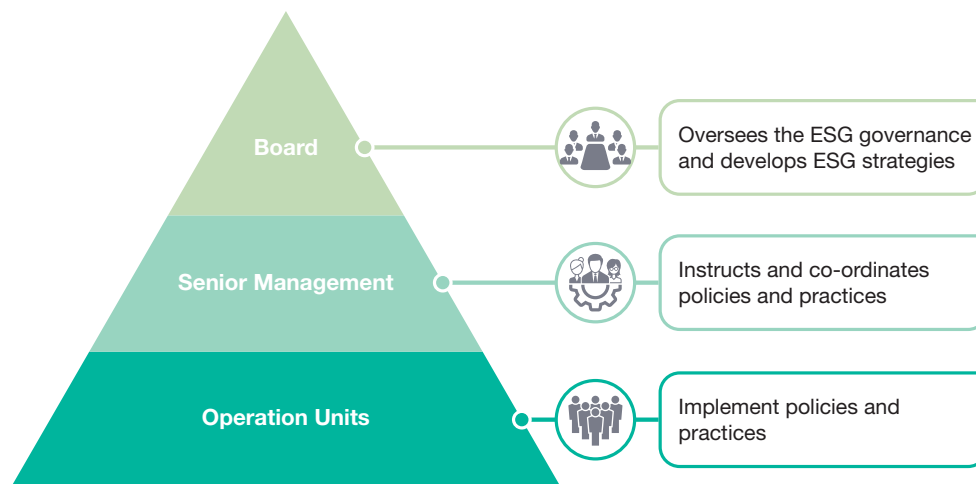 Board
Oversees the ESG governance
and develops ESG strategies
Senior Management
Instructs and co-ordinates
policies and practices
Operation Units
Implement policies and
practices